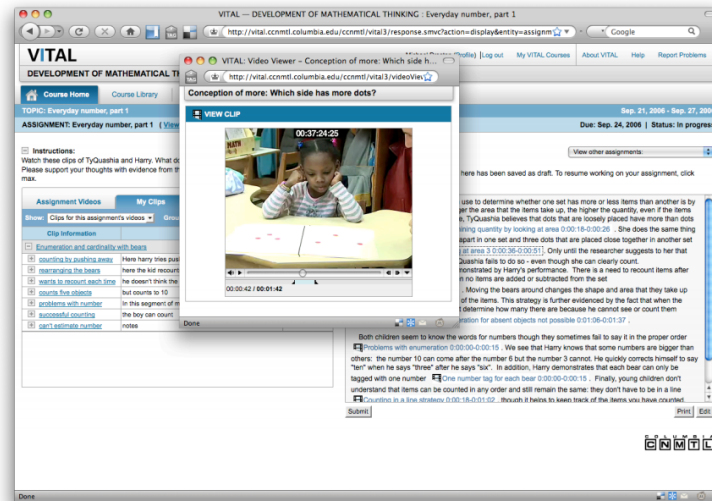 VITAL — DEVELOPMENT OF MATHEMATICAL THINKING : Everyday number, part 1
http://vital.ccnmtl.columbia.edu/ccnmtl/vital3/response.smvc?action=display&entity=assignm
Google
VITAL
(Profile) | Log out My VITAL Courses About VITAL Help Report Problems
DEVELOPMENT OF MATHEMATICAL TH
Course Home Course Library
TOPIC: Everyday number, part 1
Sep. 21, 2006 - Sep. 27, 200
ASSIGNMENT: Everyday number, part 1 ( View
Due: Sep. 24, 2006 | Status: In progress
Instructions:
Watch these clips of TyQuashia and Harry. What do
Please support your thoughts with evidence from th
max.
Assignment Videos My Clips
Show: Clips for this assignment's videos Grou
Clip Information
Enumeration and cardinality with bears
counting by pushing away Here harry tries pus
rearranging the bears here the kid recount
wants to recount each time he doesn't think the
counts five objects but counts to 10
problems with number In this segment of m
successful counting the boy can count
can't estimate number notes
VITAL: Video Viewer – Conception of more: Which side h...
http://vital.ccnmtl.columbia.edu/ccnmtl/vital3/videoView
Conception of more: Which side has more dots?
VIEW CLIP
00:37:24:25
MATH
00:00:42 / 00:01:42
Done
View other assignments:
here has been saved as draft. To resume working on your assignment, click
use to determine whether one set has more or less items than another is by
ger the area that the items take up, the higher the quantity, even if the items
e, TyQuashia believes that dots that are loosely placed have more than dots
ning quantity by looking at area 0:00:18-0:00:26 . She does the same thing
apart in one set and three dots that are placed close together in another set
at area 3 0:00:36-0:00:51 . Only until the researcher suggests to her that
Quashia fails to do so - even though she can clearly count.
monstrated by Harry's performance. There is a need to recount items after
n no items are added or subtracted from the set
. Moving the bears around changes the shape and area that they take up
of the items. This strategy is further evidenced by the fact that when the
t determine how many there are because he cannot see or count them
eration for absent objects not possible 0:01:06-0:01:37 .
Both children seem to know the words for numbers though they sometimes fail to say it in the proper order
Problems with enumeration 0:00:00-0:00:15 . We see that Harry knows that some numbers are bigger than
others: the number 10 can come after the number 6 but the number 3 cannot. He quickly corrects himself to say
"ten" when he says "three" after he says "six". In addition, Harry demonstrates that each bear can only be
tagged with one number One number tag for each bear 0:00:00-0:00:15 . Finally, young children don't
understand that items can be counted in any order and still remain the same: they don't have to be in a line
Counting in a line strategy 0:00:18-0:01:02 , though it helps to keep track of the items you have counted.
Submit Print Edit
CNMTL
Done